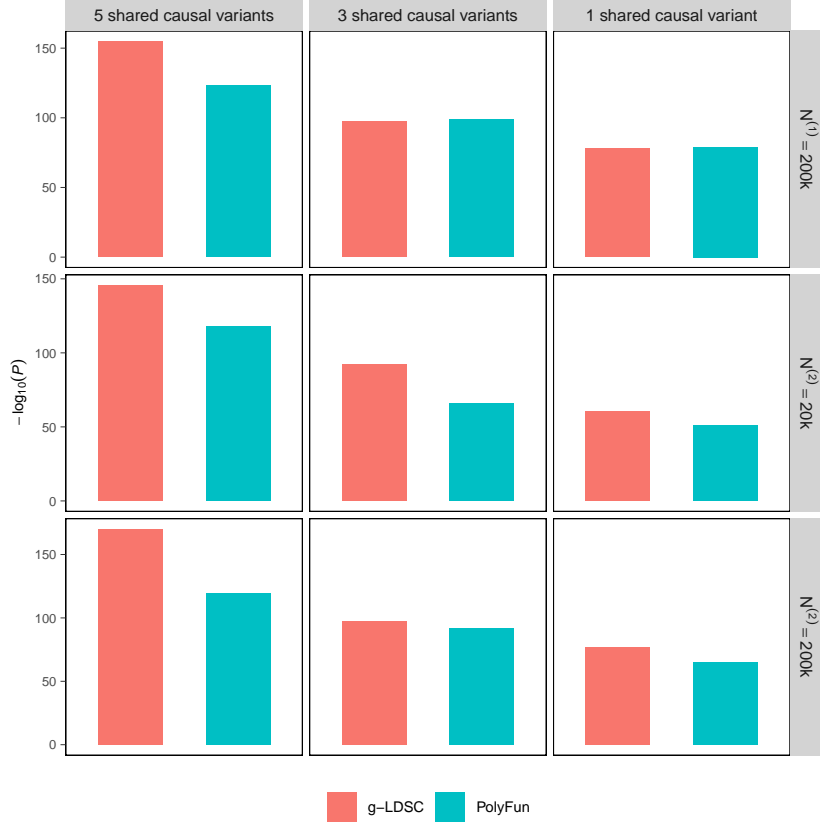 5 shared causal variants 3 shared causal variants 1 shared causal variant
150
100
50
0
N⁽¹⁾ = 200k
150
100
50
0
N⁽²⁾ = 20k
150
100
50
0
N⁽²⁾ = 200k
− log₁₀(P)
g−LDSC PolyFun